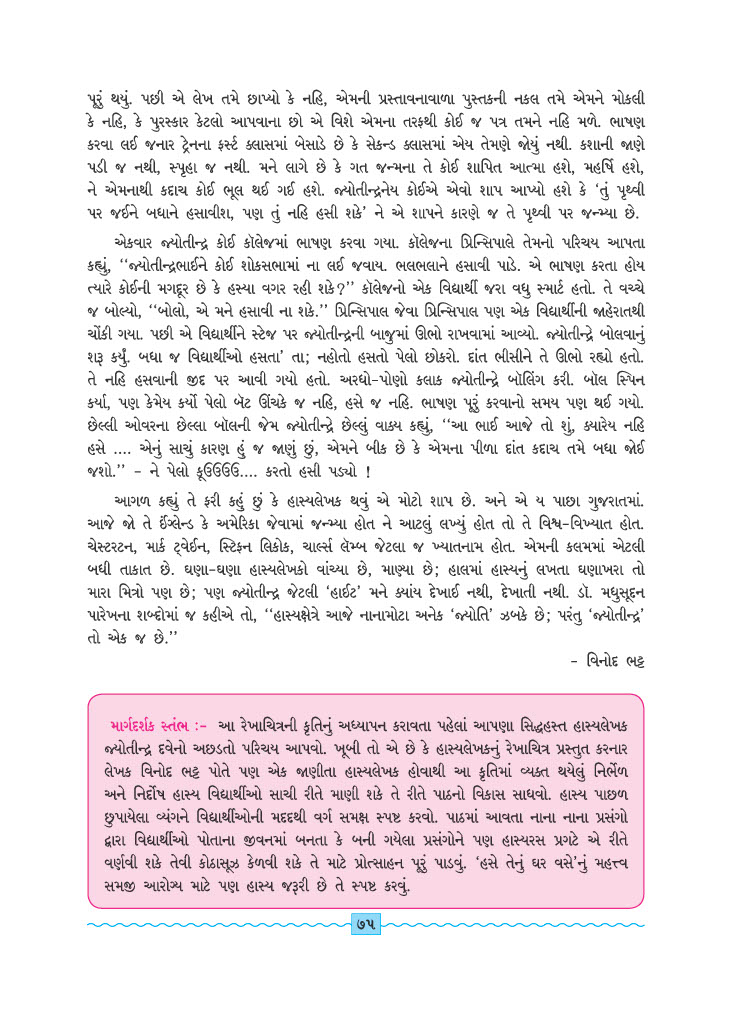 પૂરું થયું. પછી એ લેખ તમે છાપ્યો કે નહિ, એમની પ્રસ્તાવનાવાળા પુસ્તકની નકલ તમે એમને મોકલી
કે નહિ, કે પુરસ્કાર કેટલો આપવાના છો એ વિશે એમના તરફથી કોઈ જ પત્ર તમને નહિ મળે. ભાષણ
કરવા લઈ જનાર ટ્રેનના ફર્સ્ટ ક્લાસમાં બેસાડે છે કે સેકન્ડ ક્લાસમાં એય તેમણે જોયું નથી. કશાની જાણે
પડી જ નથી, સ્પૃહા જ નથી. મને લાગે છે કે ગત જન્મના તે કોઈ શાપિત આત્મા હશે, મહર્ષિ હશે,
ને એમનાથી કદાચ કોઈ ભૂલ થઈ ગઈ હશે. જ્યોતીન્દ્રનેય કોઈએ એવો શાપ આપ્યો હશે કે ‘તું પૃથ્વી
પર જઈને બધાને હસાવીશ, પણ તું નહિ હસી શકે’ ને એ શાપને કારણે જ તે પૃથ્વી પર જન્મ્યા છે.
એકવાર જ્યોતીન્દ્ર કોઈ કૉલેજમાં ભાષણ કરવા ગયા. કૉલેજના પ્રિન્સિપાલે તેમનો પરિચય આપતા
કહ્યું, ‘‘જ્યોતીન્દ્રભાઈને કોઈ શોકસભામાં ના લઈ જવાય. ભલભલાને હસાવી પાડે. એ ભાષણ કરતા હોય
ત્યારે કોઈની મગદૂર છે કે હસ્યા વગર રહી શકે?’’ કૉલેજનો એક વિદ્યાર્થી જરા વધુ સ્માર્ટ હતો. તે વચ્ચે
જ બોલ્યો, ‘‘બોલો, એ મને હસાવી ના શકે.’’ પ્રિન્સિપાલ જેવા પ્રિન્સિપાલ પણ એક વિદ્યાર્થીની જાહેરાતથી
ચોંકી ગયા. પછી એ વિદ્યાર્થીને સ્ટેજ પર જ્યોતીન્દ્રની બાજુમાં ઊભો રાખવામાં આવ્યો. જ્યોતીન્દ્રે બોલવાનું
શરૂ કર્યું. બધા જ વિદ્યાર્થીઓ હસતા’ તા; નહોતો હસતો પેલો છોકરો. દાંત ભીસીને તે ઊભો રહ્યો હતો.
તે નહિ હસવાની જીદ પર આવી ગયો હતો. અરધો-પોણો કલાક જ્યોતીન્દ્રે બૉલિંગ કરી. બૉલ સ્પિન
કર્યા, પણ કેમેય કર્યો પેલો બૅટ ઊંચકે જ નહિ, હસે જ નહિ. ભાષણ પૂરું કરવાનો સમય પણ થઈ ગયો.
છેલ્લી ઓવરના છેલ્લા બૉલની જેમ જ્યોતીન્દ્રે છેલ્લું વાક્ય કહ્યું, ‘‘આ ભાઈ આજે તો શું, ક્યારેય નહિ
હસે .... એનું સાચું કારણ હું જ જાણું છું, એમને બીક છે કે એમના પીળા દાંત કદાચ તમે બધા જોઈ
જશો.’’ - ને પેલો ફૂઉઉઉઉ.... કરતો હસી પડ્યો !
આગળ કહ્યું તે ફરી કહું છું કે હાસ્યલેખક થવું એ મોટો શાપ છે. અને એ ય પાછા ગુજરાતમાં.
આજે જો તે ઈંગ્લેન્ડ કે અમેરિકા જેવામાં જન્મ્યા હોત ને આટલું લખ્યું હોત તો તે વિશ્વ-વિખ્યાત હોત.
ચેસ્ટરટન, માર્ક ટ્વેઈન, સ્ટિફન લિકોક, ચાર્લ્સ લૅમ્બ જેટલા જ ખ્યાતનામ હોત. એમની કલમમાં એટલી
બધી તાકાત છે. ઘણા-ઘણા હાસ્યલેખકો વાંચ્યા છે, માણ્યા છે; હાલમાં હાસ્યનું લખતા ઘણાખરા તો
મારા મિત્રો પણ છે; પણ જ્યોતીન્દ્ર જેટલી ‘હાઈટ’ મને ક્યાંય દેખાઈ નથી, દેખાતી નથી. ડૉ. મધુસૂદન
પારેખના શબ્દોમાં જ કહીએ તો, ‘‘હાસ્યક્ષેત્રે આજે નાનામોટા અનેક ‘જ્યોતિ’ ઝબકે છે; પરંતુ ‘જ્યોતીન્દ્ર’
તો એક જ છે.’’
- વિનોદ ભટ્ટ
માર્ગદર્શક સ્તંભ :- આ રેખાચિત્રની કૃતિનું અધ્યાપન કરાવતા પહેલાં આપણા સિદ્ધહસ્ત હાસ્યલેખક
જ્યોતીન્દ્ર દવેનો અછડતો પરિચય આપવો. ખૂબી તો એ છે કે હાસ્યલેખકનું રેખાચિત્ર પ્રસ્તુત કરનાર
લેખક વિનોદ ભટ્ટ પોતે પણ એક જાણીતા હાસ્યલેખક હોવાથી આ કૃતિમાં વ્યક્ત થયેલું નિર્ભેળ
અને નિર્દોષ હાસ્ય વિદ્યાર્થીઓ સાચી રીતે માણી શકે તે રીતે પાઠનો વિકાસ સાધવો. હાસ્ય પાછળ
છુપાયેલા વ્યંગને વિદ્યાર્થીઓની મદદથી વર્ગ સમક્ષ સ્પષ્ટ કરવો. પાઠમાં આવતા નાના નાના પ્રસંગો
દ્વારા વિદ્યાર્થીઓ પોતાના જીવનમાં બનતા કે બની ગયેલા પ્રસંગોને પણ હાસ્યરસ પ્રગટે એ રીતે
વર્ણવી શકે તેવી કોઠાસૂઝ કેળવી શકે તે માટે પ્રોત્સાહન પૂરું પાડવું. ‘હસે તેનું ઘર વસે’નું મહત્ત્વ
સમજી આરોગ્ય માટે પણ હાસ્ય જરૂરી છે તે સ્પષ્ટ કરવું.
૭૫